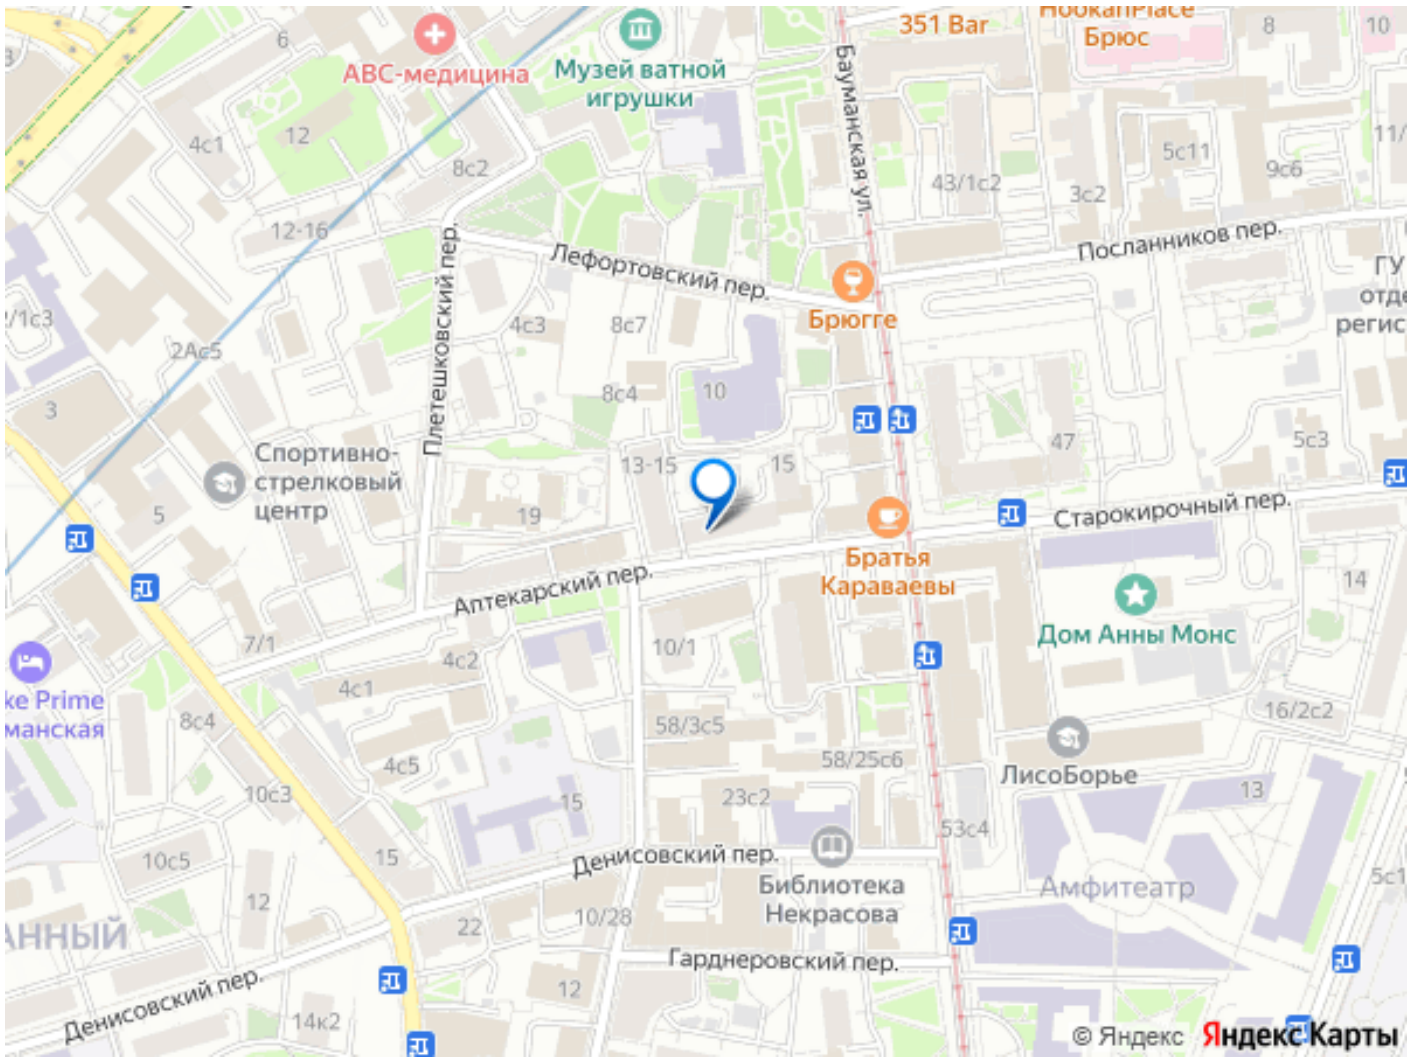 351 Bar
HookahPlace
Брюс
8
10
3
6
АВС-медицина
Музей ватной
игрушки
Бауманская ул.
12
4с1
8с2
5с11
11/
9с6
43/1с2
3с2
12-16
Плетешковский пер.
Лефортовский пер.
Посланников пер.
ГУ
отде
регис
Брюгге
/1с3
4с3
8с7
2Ас5
8с4
10
3
47
5с3
Спортивно-
стрелковый
центр
13-15
15
5
19
Старокирочный пер.
Братья
Караваевы
Аптекарский пер.
14
Дом Анны Монс
7/1
4с2
10/1
ke Prime
манская
4с1
8с4
58/3с5
16/2с2
4с5
58/25с6
ЛисоБорье
10с3
15
23с2
13
53с4
10с5
15
Денисовский пер.
Библиотека
Некрасова
Амфитеатр
5с1
12
АННЫЙ
22
10/28
Гарднеровский пер.
Денисовский пер.
12
14к2
© Яндекс Яндекс Карты